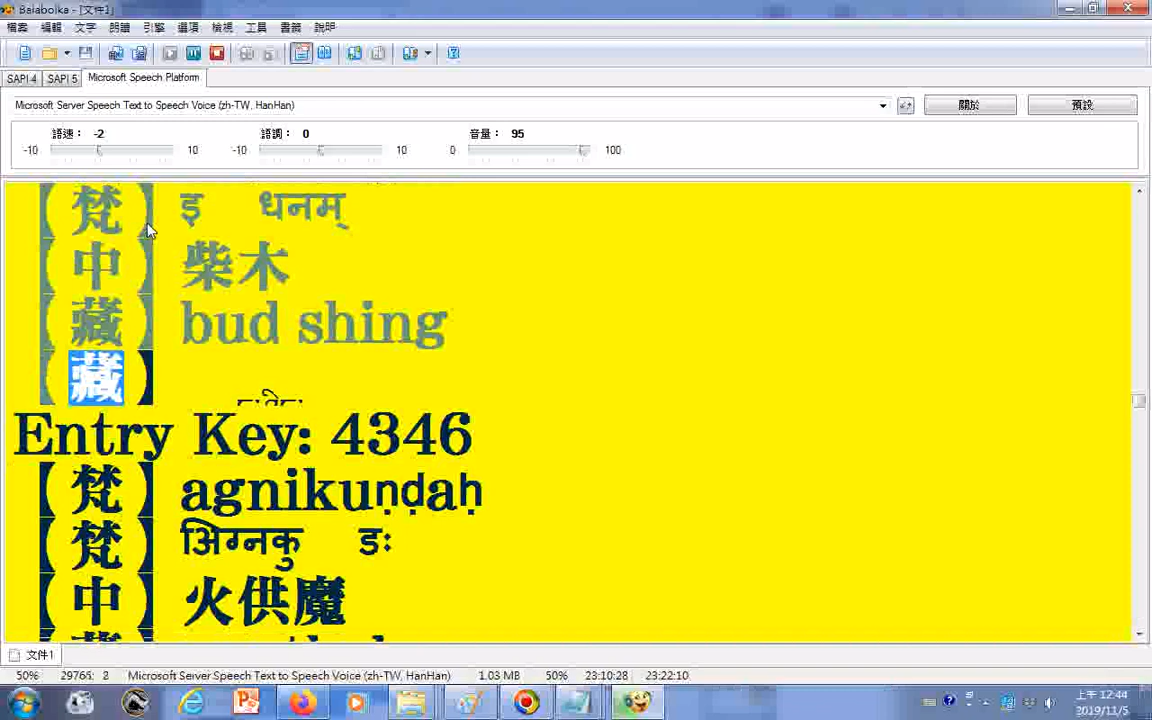 Balabolka - [文件1]
檔案 編輯 文字 朗讀 引擎 選項 檢視 工具 書籤 說明
SAPI 4 SAPI 5 Microsoft Speech Platform
Microsoft Server Speech Text to Speech Voice (zh-TW, HanHan) 關於 預設
語速： -2 語調： 0 音量： 95
-10 10 -10 10 0 100
【梵】 इ धनम्
【中】 柴木
【藏】 bud shing
【藏】
Entry Key: 4346
【梵】 agnikuṇḍaḥ
【梵】 अिग्नकु डः
【中】 火供魔
文件1
50% 29766: 2 Microsoft Server Speech Text to Speech Voice (zh-TW, HanHan) 1.03 MB 50% 23:10:28 23:22:10
上午 12:44
2019/11/5